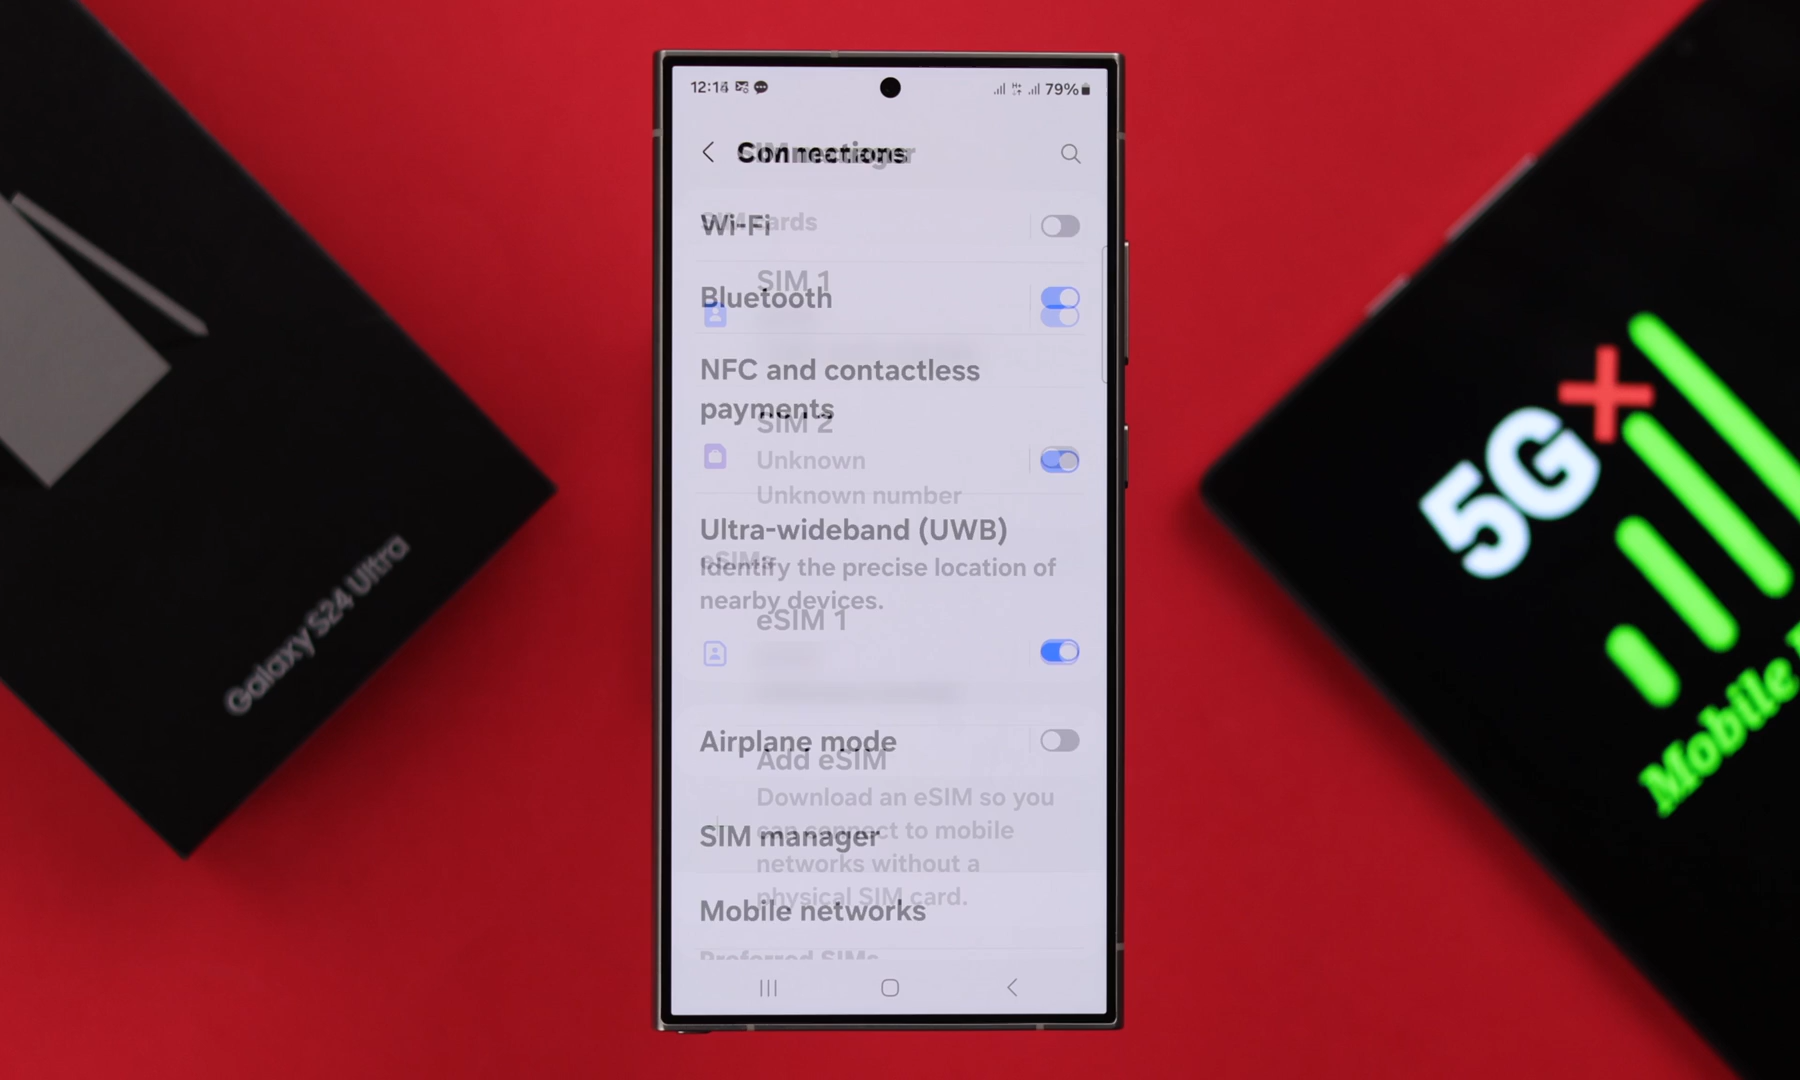 12:14
79%
Connections
SIM manager
Wi-Fi
SIM cards
SIM 1
Bluetooth
NFC and contactless
payments
SIM 2
Unknown
Unknown number
Ultra-wideband (UWB)
eSIMs
Identify the precise location of
nearby devices.
eSIM 1
Airplane mode
Add eSIM
Download an eSIM so you
can connect to mobile
SIM manager
networks without a
physical SIM card.
Mobile networks
Preferred SIMs
Galaxy S24 Ultra
5G+
Mobile